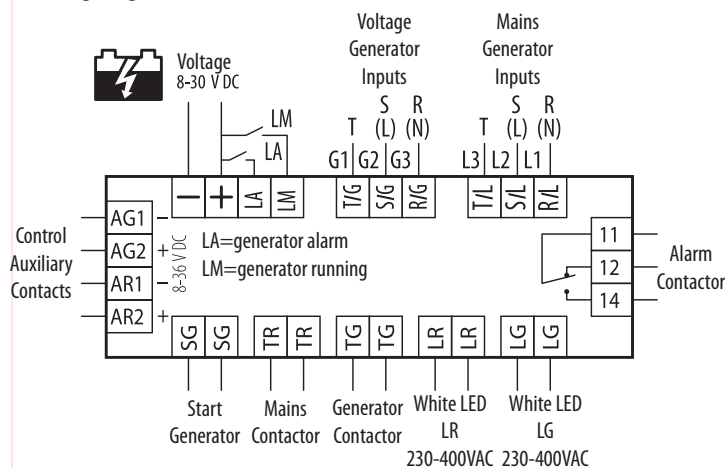 Voltage
8-30 V DC
LM
LA
Voltage
Generator
Inputs
Mains
Generator
Inputs
T
S
(L)
R
(N)
T
S
(L)
R
(N)
G1 G2 G3
L3 L2 L1
− + LA LM
T/G S/G R/G
T/L S/L R/L
Control
Auxiliary
Contacts
AG1 −
AG2 +
AR1 −
AR2 +
8-36 V DC
LA=generator alarm
LM=generator running
11
12
14
Alarm
Contactor
SG SG TR TR TG TG LR LR LG LG
Start
Generator
Mains
Contactor
Generator
Contactor
White LED
LR
230-400VAC
White LED
LG
230-400VAC